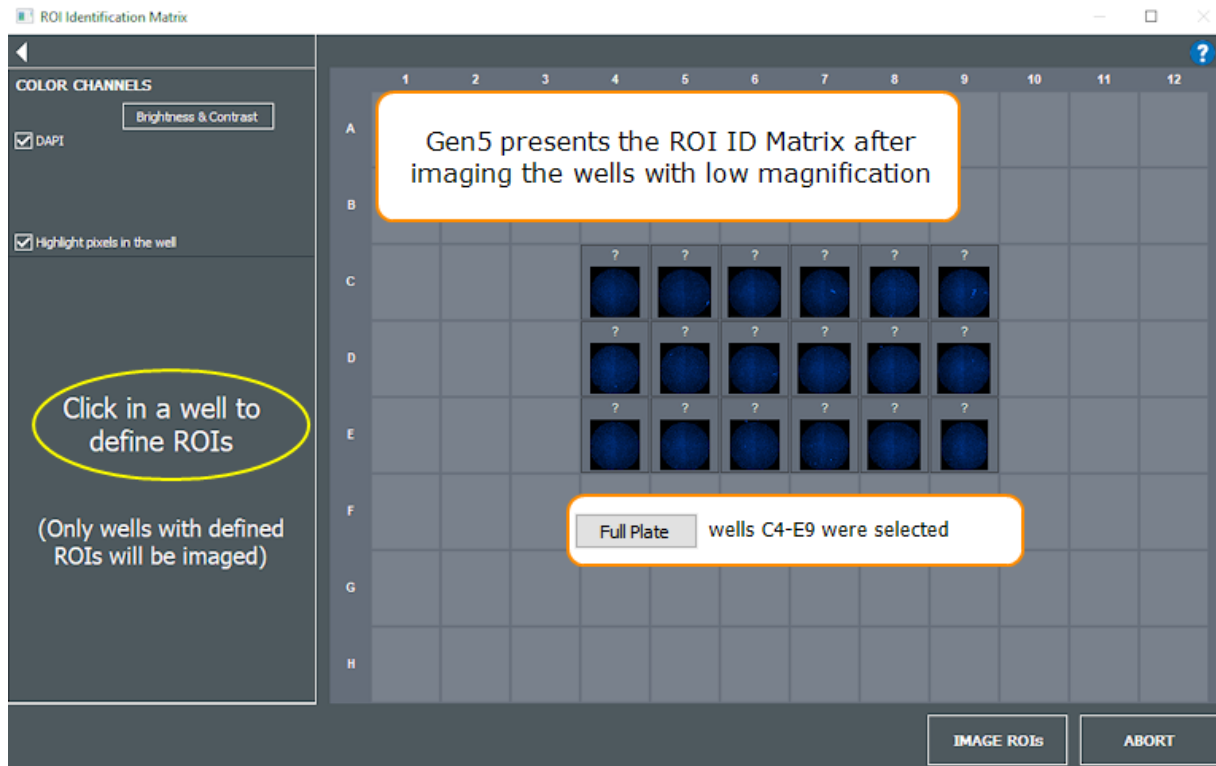 ROI Identification Matrix
COLOR CHANNELS
Brightness & Contrast
DAPI
Highlight pixels in the well
Click in a well to
define ROIs
(Only wells with defined
ROIs will be imaged)
?
1 2 3 4 5 6 7 8 9 10 11 12
A
Gen5 presents the ROI ID Matrix after
imaging the wells with low magnification
B
? ? ? ? ? ?
C
? ? ? ? ? ?
D
? ? ? ? ? ?
E
F
Full Plate wells C4-E9 were selected
G
H
IMAGE ROIs ABORT